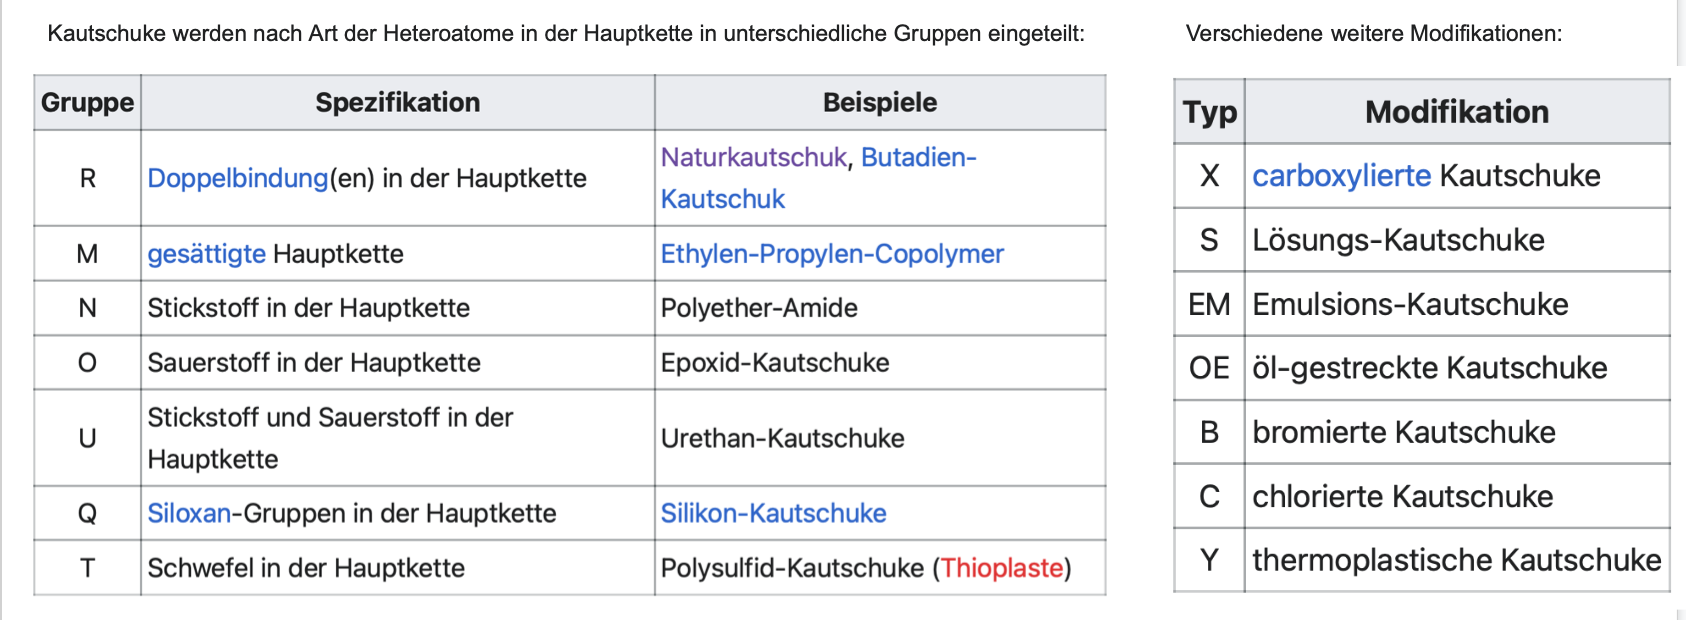 Kautschuke werden nach Art der Heteroatome in der Hauptkette in unterschiedliche Gruppen eingeteilt:
Gruppe Spezifikation Beispiele
R Doppelbindung(en) in der Hauptkette Naturkautschuk, Butadien-
Kautschuk
M gesättigte Hauptkette Ethylen-Propylen-Copolymer
N Stickstoff in der Hauptkette Polyether-Amide
O Sauerstoff in der Hauptkette Epoxid-Kautschuke
U Stickstoff und Sauerstoff in der
Hauptkette Urethan-Kautschuke
Q Siloxan-Gruppen in der Hauptkette Silikon-Kautschuke
T Schwefel in der Hauptkette Polysulfid-Kautschuke (Thioplaste)
Verschiedene weitere Modifikationen:
Typ Modifikation
X carboxylierte Kautschuke
S Lösungs-Kautschuke
EM Emulsions-Kautschuke
OE öl-gestreckte Kautschuke
B bromierte Kautschuke
C chlorierte Kautschuke
Y thermoplastische Kautschuke